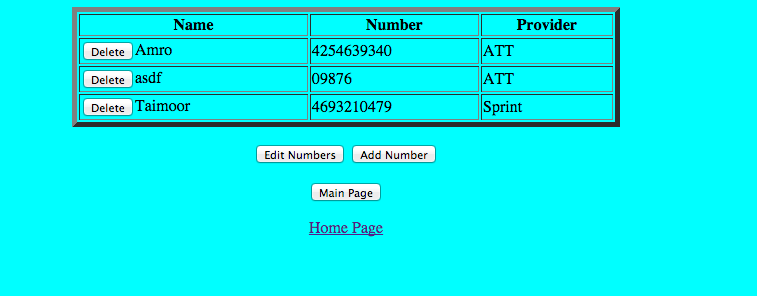 Name Number Provider
Delete Amro 4254639340 ATT
Delete asdf 09876 ATT
Delete Taimoor 4693210479 Sprint
Edit Numbers Add Number
Main Page
Home Page